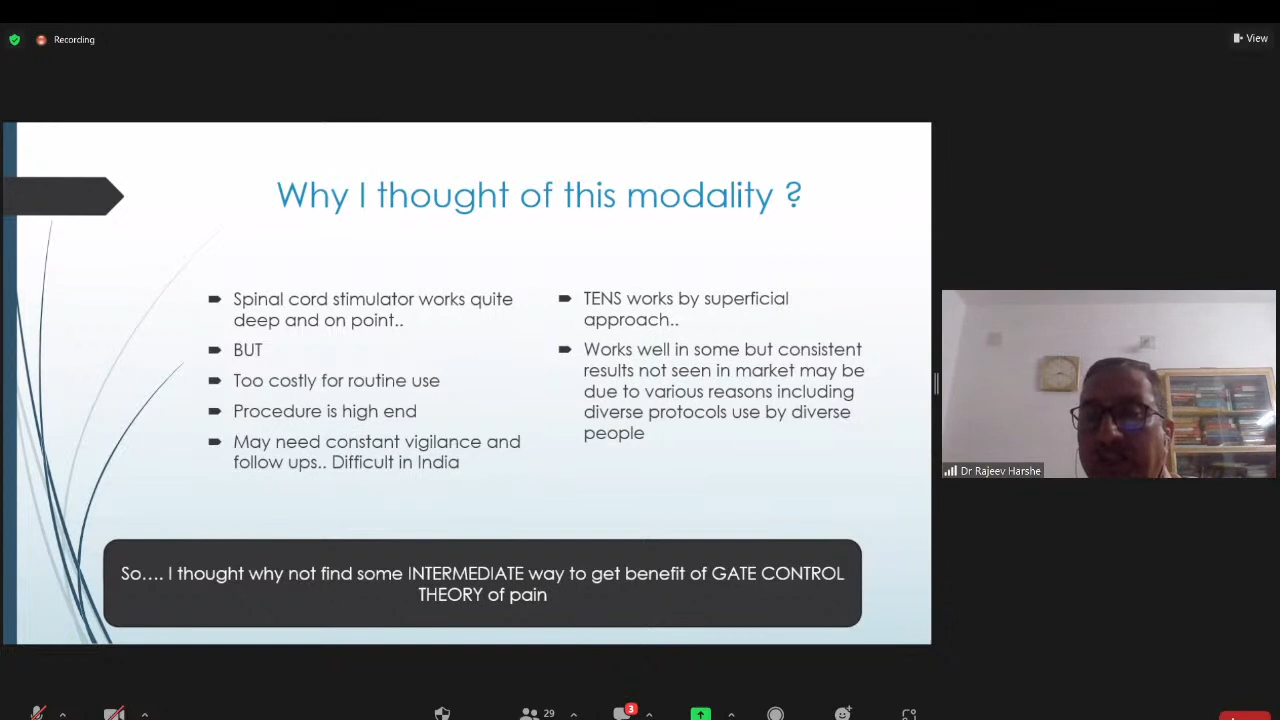 Recording
View
Why I thought of this modality ?
Spinal cord stimulator works quite
deep and on point..
BUT
Too costly for routine use
Procedure is high end
May need constant vigilance and
follow ups.. Difficult in India
TENS works by superficial
approach..
Works well in some but consistent
results not seen in market may be
due to various reasons including
diverse protocols use by diverse
people
So.... I thought why not find some INTERMEDIATE way to get benefit of GATE CONTROL
THEORY of pain
Dr Rajeev Harshe
29
3